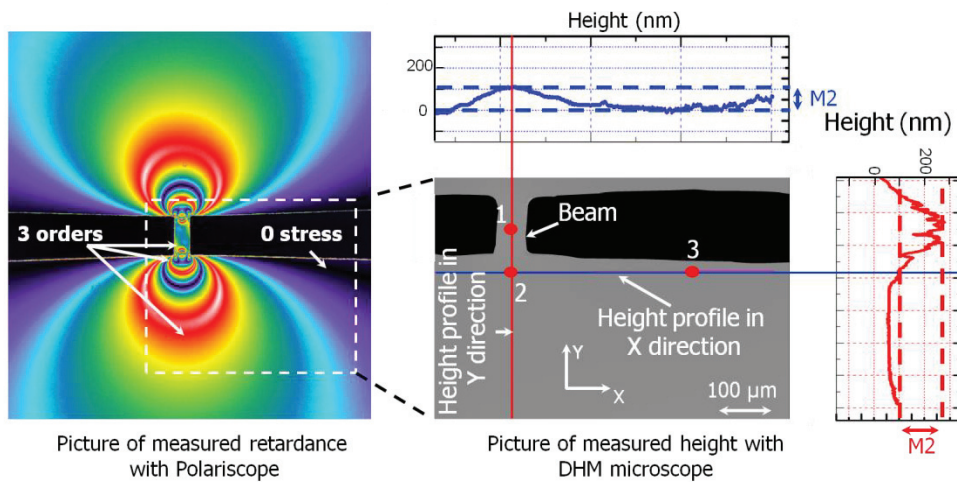 Height (nm)
200
0
M2
Height (nm)
0
200
3 orders
0 stress
1
Beam
3
2
Height profile in
Y direction
Height profile in
X direction
Y
X
100 µm
M2
Picture of measured retardance
with Polariscope
Picture of measured height with
DHM microscope